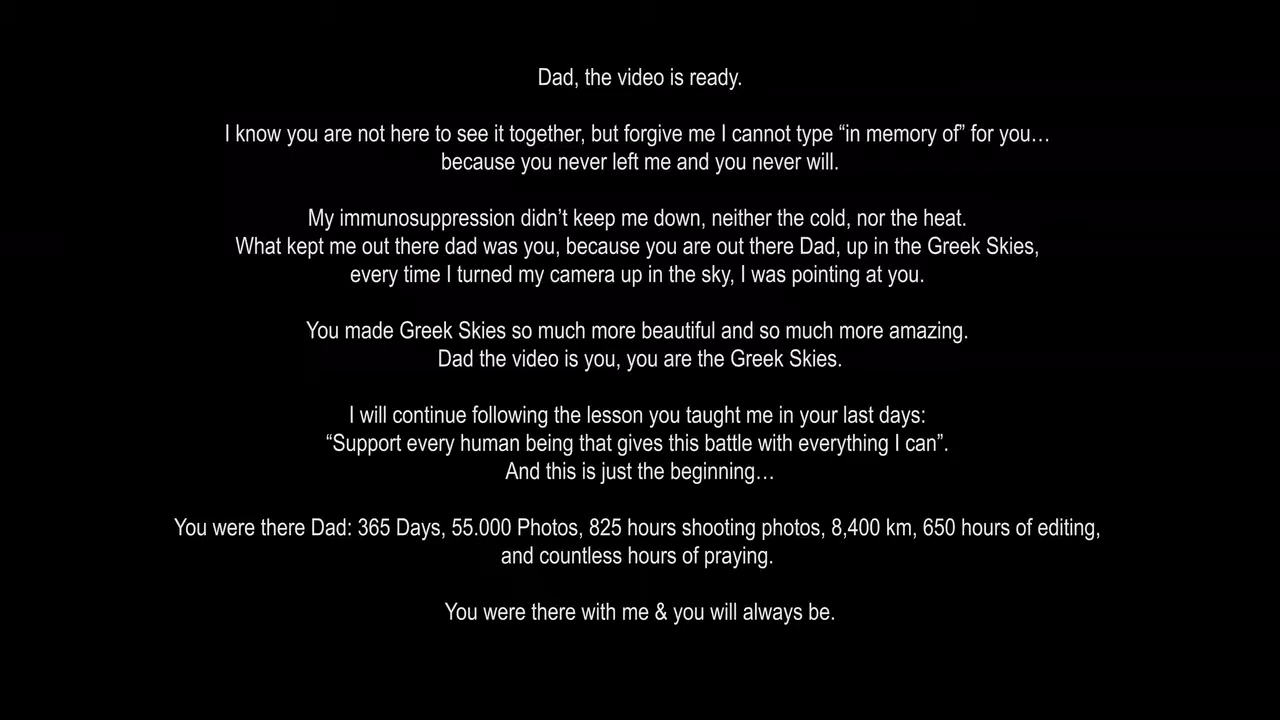 Dad, the video is ready.
I know you are not here to see it together, but forgive me I cannot type “in memory of” for you…
because you never left me and you never will.
My immunosuppression didn’t keep me down, neither the cold, nor the heat.
What kept me out there dad was you, because you are out there Dad, up in the Greek Skies,
every time I turned my camera up in the sky, I was pointing at you.
You made Greek Skies so much more beautiful and so much more amazing.
Dad the video is you, you are the Greek Skies.
I will continue following the lesson you taught me in your last days:
“Support every human being that gives this battle with everything I can”.
And this is just the beginning…
You were there Dad: 365 Days, 55.000 Photos, 825 hours shooting photos, 8,400 km, 650 hours of editing,
and countless hours of praying.
You were there with me & you will always be.